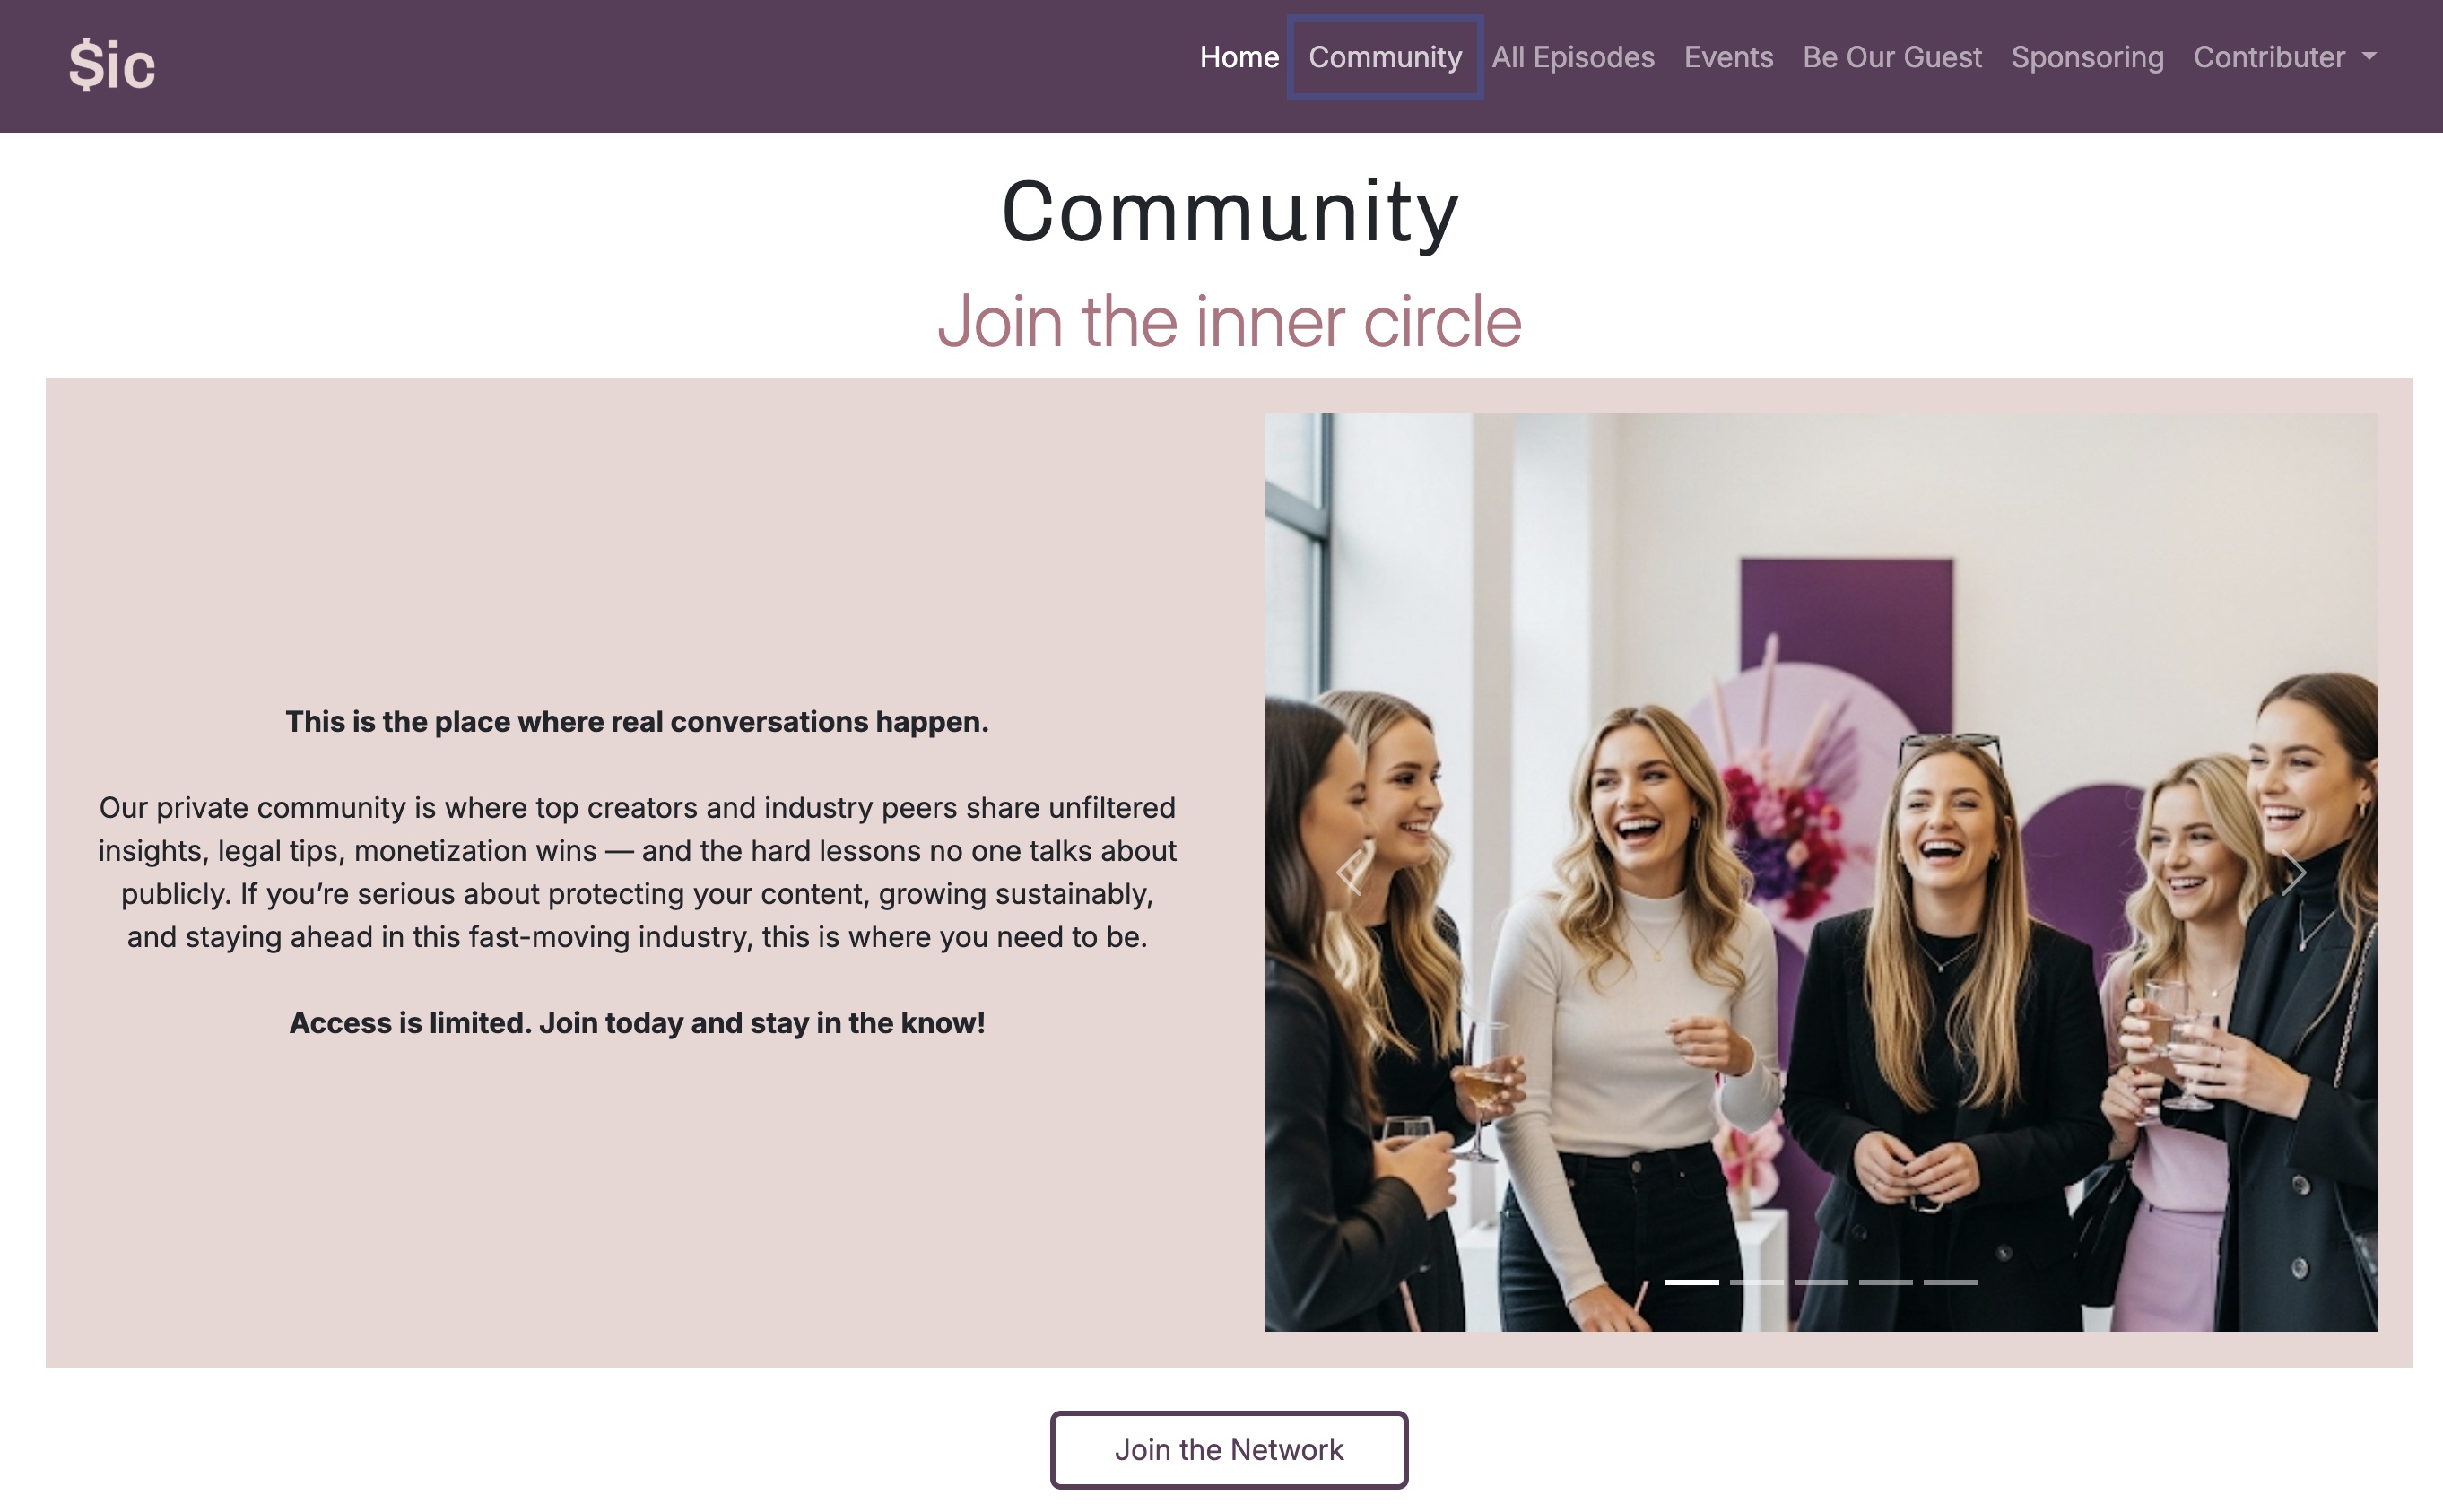 $ic
Home Community All Episodes Events Be Our Guest Sponsoring Contributer
Community
Join the inner circle
This is the place where real conversations happen.
Our private community is where top creators and industry peers share unfiltered
insights, legal tips, monetization wins — and the hard lessons no one talks about
publicly. If you’re serious about protecting your content, growing sustainably,
and staying ahead in this fast-moving industry, this is where you need to be.
Access is limited. Join today and stay in the know!
Join the Network